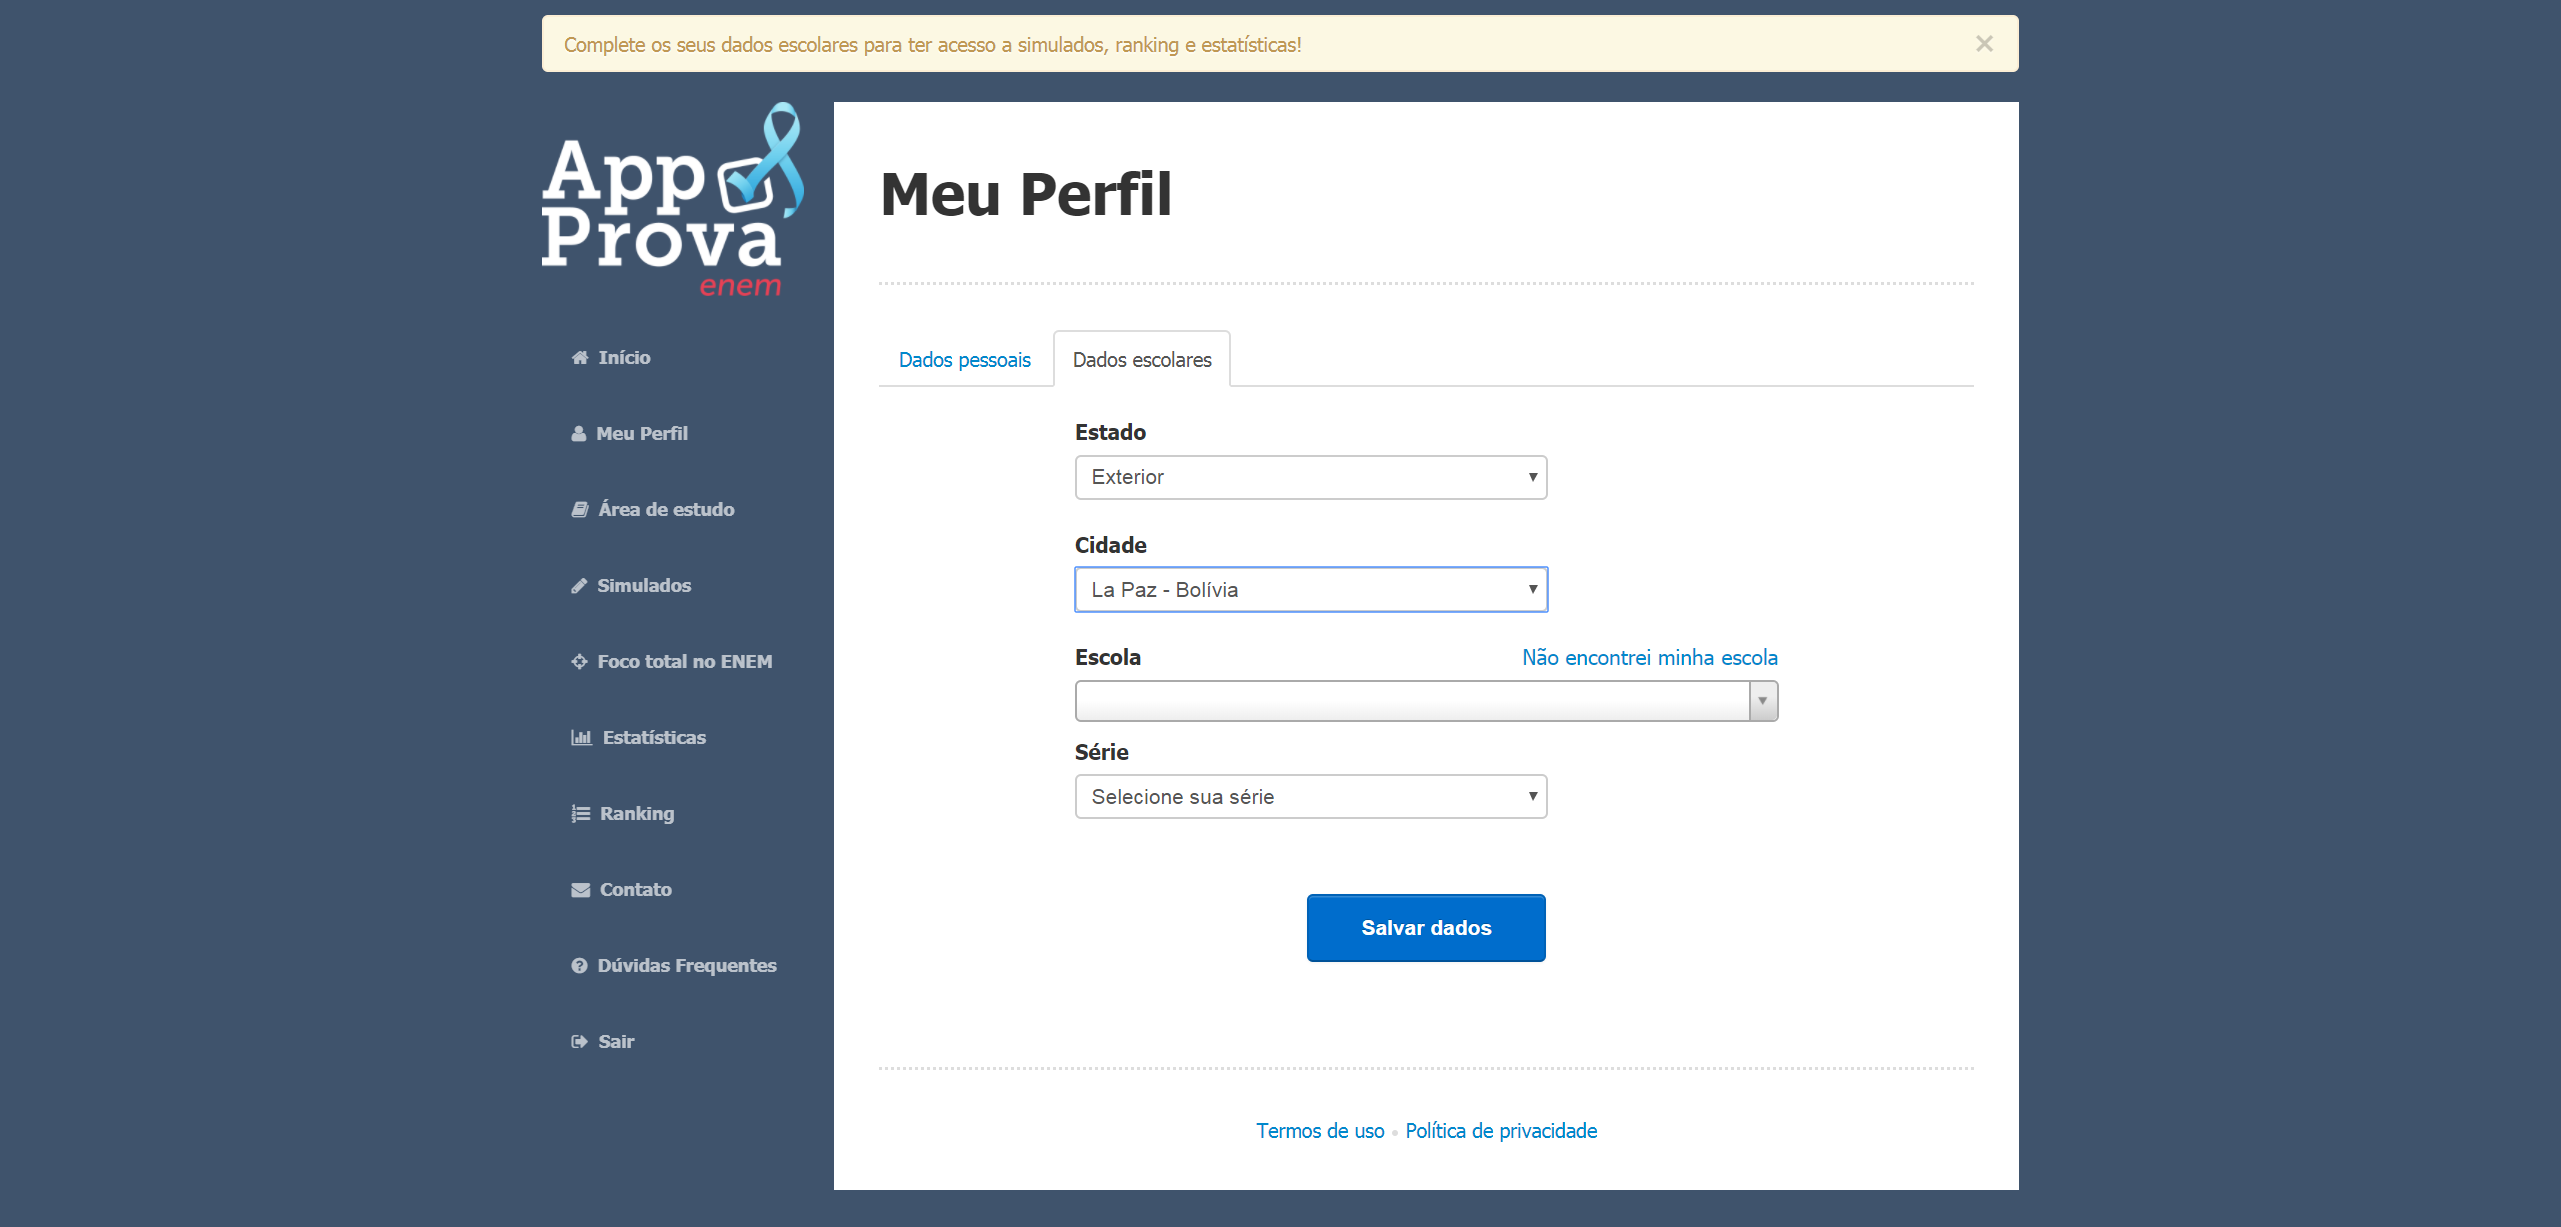 Complete os seus dados escolares para ter acesso a simulados, ranking e estatísticas!
×
App
Prova
enem
Início
Meu Perfil
Área de estudo
Simulados
Foco total no ENEM
Estatísticas
Ranking
Contato
Dúvidas Frequentes
Sair
Meu Perfil
Dados pessoais
Dados escolares
Estado
Exterior
Cidade
La Paz - Bolívia
Escola
Não encontrei minha escola
Série
Selecione sua série
Salvar dados
Termos de uso • Política de privacidade